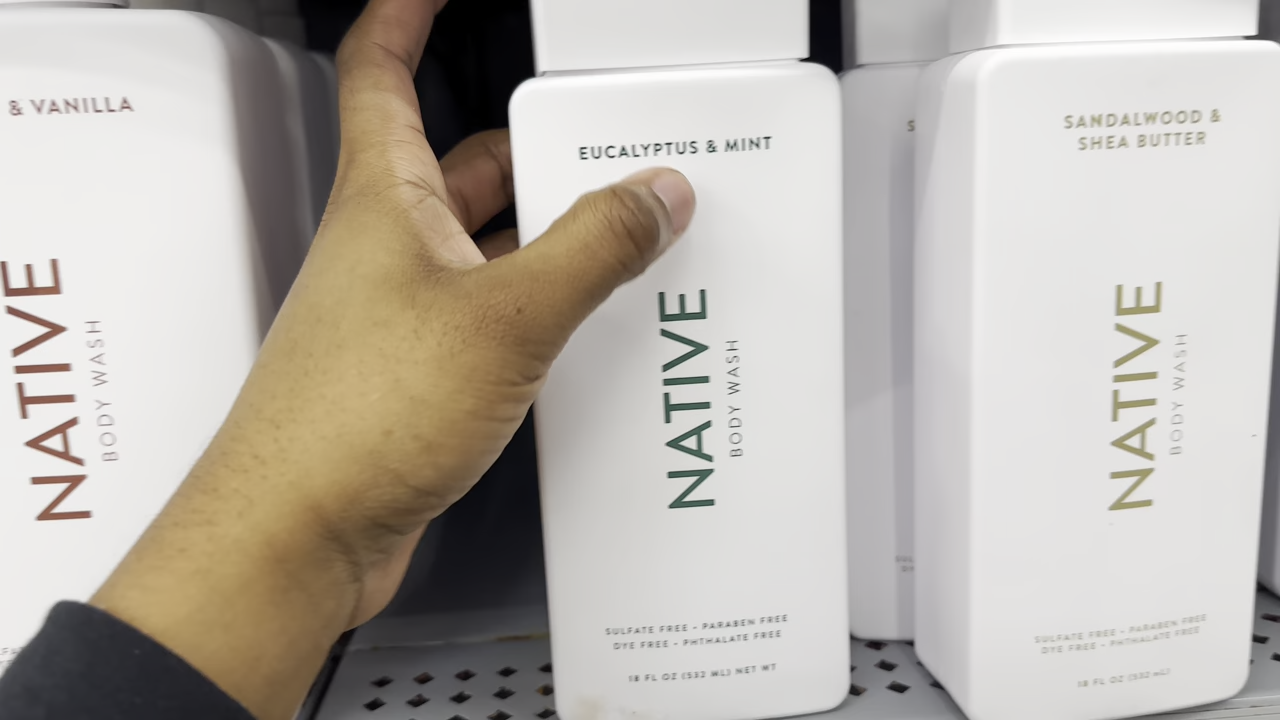 & VANILLA
NATIVE
BODY WASH
EUCALYPTUS & MINT
NATIVE
BODY WASH
SULFATE FREE • PARABEN FREE
DYE FREE • PHTHALATE FREE
18 FL OZ (532 ML) NET WT
SANDALWOOD &
SHEA BUTTER
NATIVE
BODY WASH
SULFATE FREE • PARABEN FREE
DYE FREE • PHTHALATE FREE
18 FL OZ (532 ML)